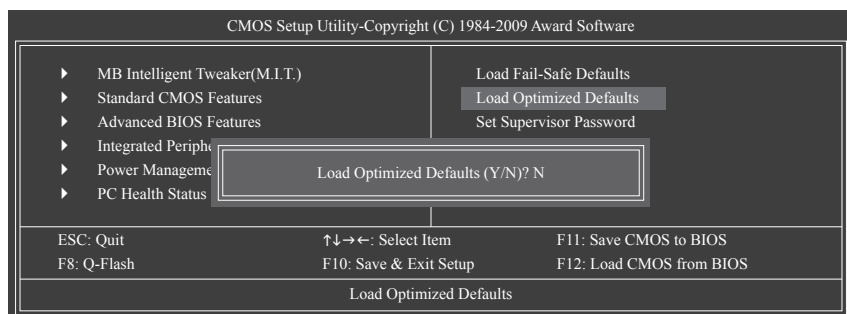 CMOS Setup Utility-Copyright (C) 1984-2009 Award Software
MB Intelligent Tweaker(M.I.T.)
Standard CMOS Features
Advanced BIOS Features
Integrated
Power
PC Health Status
Load Fail-Safe Defaults
Load Optimized Defaults
Set Supervisor Password
Load Optimized Defaults (Y/N)? N
ESC: Quit ↑↓→←: Select Item F11: Save CMOS to BIOS
F8: Q-Flash F10: Save & Exit Setup F12: Load CMOS from BIOS
Load Optimized Defaults